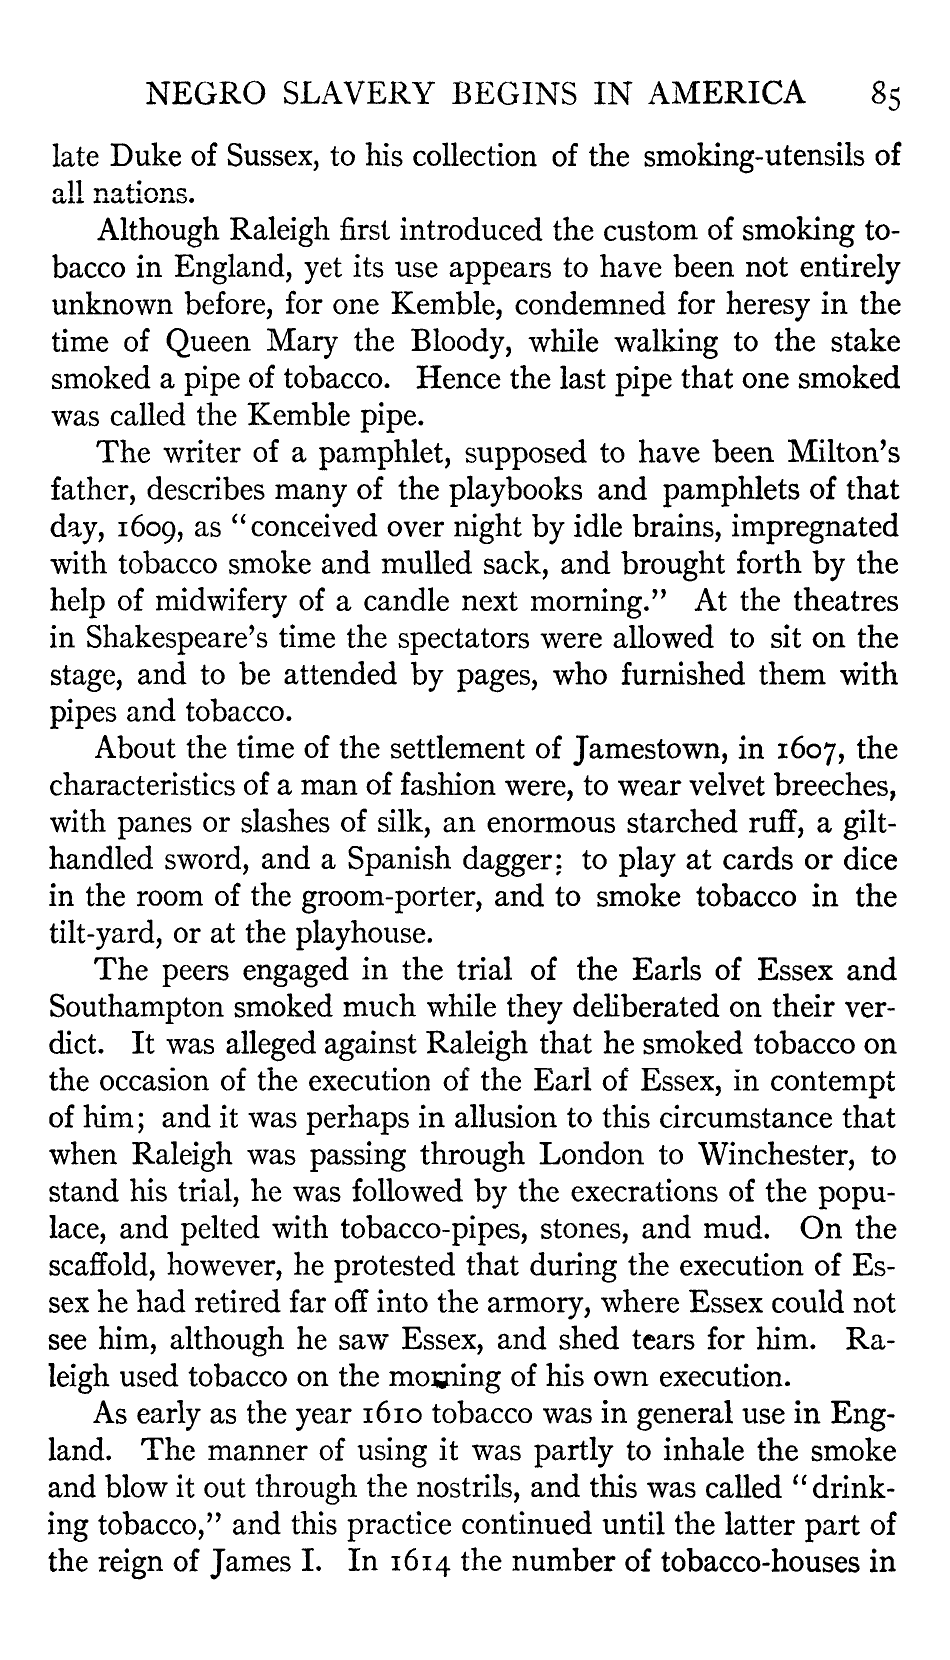 NEGRO SLAVERY BEGINS IN AMERICA 85
late Duke of Sussex, to his collection of the smoking-utensils of
all nations.
Although Raleigh first introduced the custom of smoking to-
bacco in England, yet its use appears to have been not entirely
unknown before, for one Kemble, condemned for heresy in the
time of Queen Mary the Bloody, while walking to the stake
smoked a pipe of tobacco. Hence the last pipe that one smoked
was called the Kemble pipe.
The writer of a pamphlet, supposed to have been Milton's
father, describes many of the playbooks and pamphlets of that
day, 1609, as "conceived over night by idle brains, impregnated
with tobacco smoke and mulled sack, and brought forth by the
help of midwifery of a candle next morning." At the theatres
in Shakespeare's time the spectators were allowed to sit on the
stage, and to be attended by pages, who furnished them with
pipes and tobacco.
About the time of the settlement of Jamestown, in 1607, the
characteristics of a man of fashion were, to wear velvet breeches,
with panes or slashes of silk, an enormous starched ruff, a gilt-
handled sword, and a Spanish dagger; to play at cards or dice
in the room of the groom-porter, and to smoke tobacco in the
tilt-yard, or at the playhouse.
The peers engaged in the trial of the Earls of Essex and
Southampton smoked much while they deliberated on their ver-
dict. It was alleged against Raleigh that he smoked tobacco on
the occasion of the execution of the Earl of Essex, in contempt
of him; and it was perhaps in allusion to this circumstance that
when Raleigh was passing through London to Winchester, to
stand his trial, he was followed by the execrations of the popu-
lace, and pelted with tobacco-pipes, stones, and mud. On the
scaffold, however, he protested that during the execution of Es-
sex he had retired far off into the armory, where Essex could not
see him, although he saw Essex, and shed tears for him. Ra-
leigh used tobacco on the morning of his own execution.
As early as the year 1610 tobacco was in general use in Eng-
land. The manner of using it was partly to inhale the smoke
and blow it out through the nostrils, and this was called "drink-
ing tobacco," and this practice continued until the latter part of
the reign of James I. In 1614 the number of tobacco-houses in